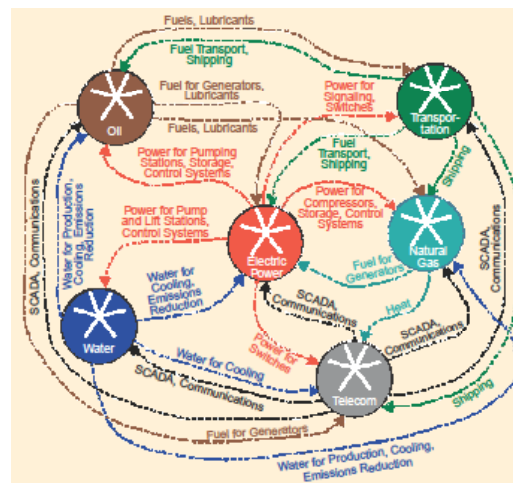 Fuels, Lubricants
Fuel Transport,
Shipping
Fuel for Generators,
Lubricants
Power for
Signaling,
Switches
Oil
Transpor-
tation
Fuels, Lubricants
Fuel
Transport,
Shipping
Shipping
Power for Pumping
Stations, Storage,
Control Systems
Power for
Compressors,
Storage, Control
Systems
SCADA, Communications
Water for Production,
Cooling, Emissions
Reduction
Power for Pump
and Lift Stations,
Control Systems
Electric
Power
Natural
Gas
SCADA,
Communications
Fuel for
Generators
Water for
Cooling,
Emissions
Reduction
Heat
SCADA,
Communications
SCADA,
Communications
Water
Water for Cooling
Power for
Switches
SCADA, Communications
Telecom
Shipping
Fuel for Generators
Water for Production, Cooling,
Emissions Reduction